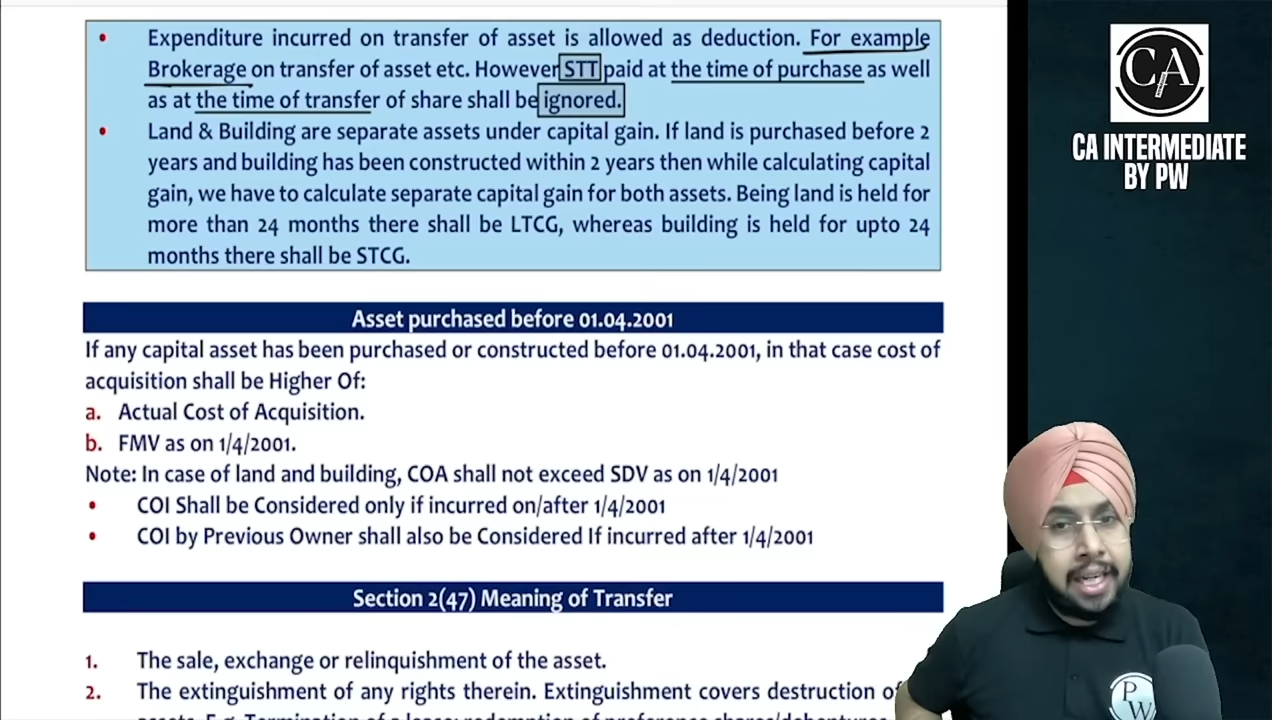 • Expenditure incurred on transfer of asset is allowed as deduction. For example
Brokerage on transfer of asset etc. However STT paid at the time of purchase as well
as at the time of transfer of share shall be ignored.
• Land & Building are separate assets under capital gain. If land is purchased before 2
years and building has been constructed within 2 years then while calculating capital
gain, we have to calculate separate capital gain for both assets. Being land is held for
more than 24 months there shall be LTCG, whereas building is held for upto 24
months there shall be STCG.
Asset purchased before 01.04.2001
If any capital asset has been purchased or constructed before 01.04.2001, in that case cost of
acquisition shall be Higher Of:
a. Actual Cost of Acquisition.
b. FMV as on 1/4/2001.
Note: In case of land and building, COA shall not exceed SDV as on 1/4/2001
• COI Shall be Considered only if incurred on/after 1/4/2001
• COI by Previous Owner shall also be Considered If incurred after 1/4/2001
Section 2(47) Meaning of Transfer
1. The sale, exchange or relinquishment of the asset.
2. The extinguishment of any rights therein. Extinguishment covers destruction of
assets. E.g. Termination of a lease; redemption of preference shares/debentures
CA
CA INTERMEDIATE
BY PW
P
W